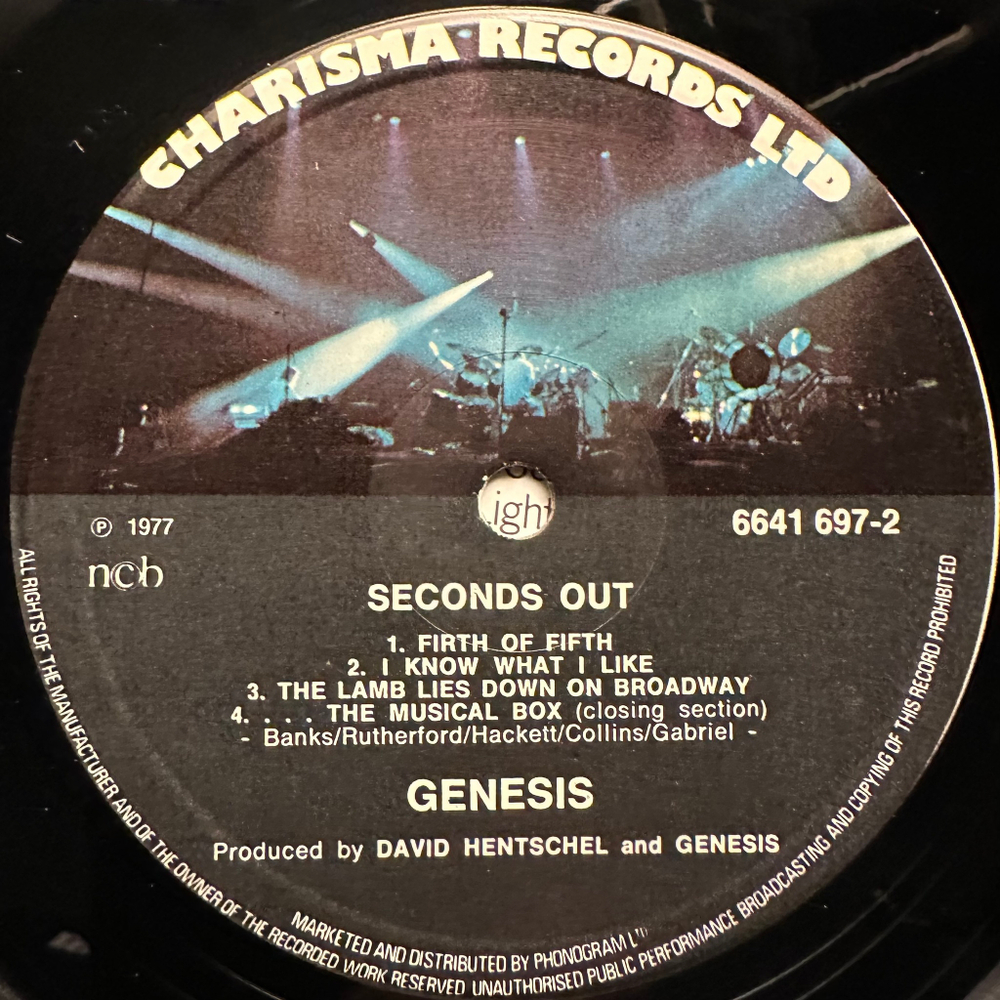 CHARISMA RECORDS LTD
ight
℗ 1977
6641 697-2
ncb
SECONDS OUT
1. FIRTH OF FIFTH
2. I KNOW WHAT I LIKE
3. THE LAMB LIES DOWN ON BROADWAY
4. . . . THE MUSICAL BOX (closing section)
- Banks/Rutherford/Hackett/Collins/Gabriel -
GENESIS
Produced by DAVID HENTSCHEL and GENESIS
MARKETED AND DISTRIBUTED BY PHONOGRAM LTD
ALL RIGHTS OF THE MANUFACTURER AND OF THE OWNER OF THE RECORDED WORK RESERVED UNAUTHORISED PUBLIC PERFORMANCE BROADCASTING AND COPYING OF THIS RECORD PROHIBITED